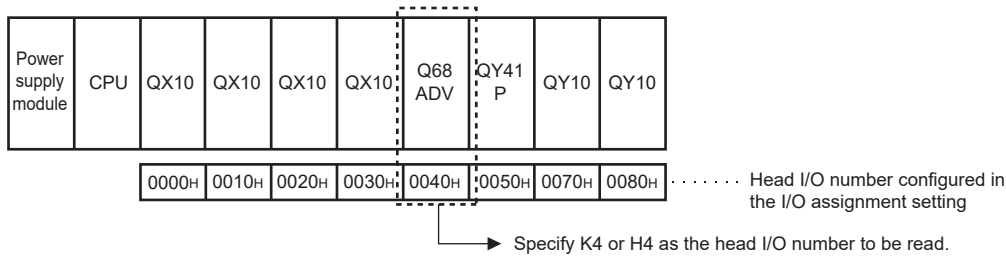 Power
supply
module
CPU
QX10
QX10
QX10
QX10
Q68
ADV
QY41
P
QY10
QY10
0000H
0010H
0020H
0030H
0040H
0050H
0070H
0080H
Head I/O number configured in
the I/O assignment setting
Specify K4 or H4 as the head I/O number to be read.